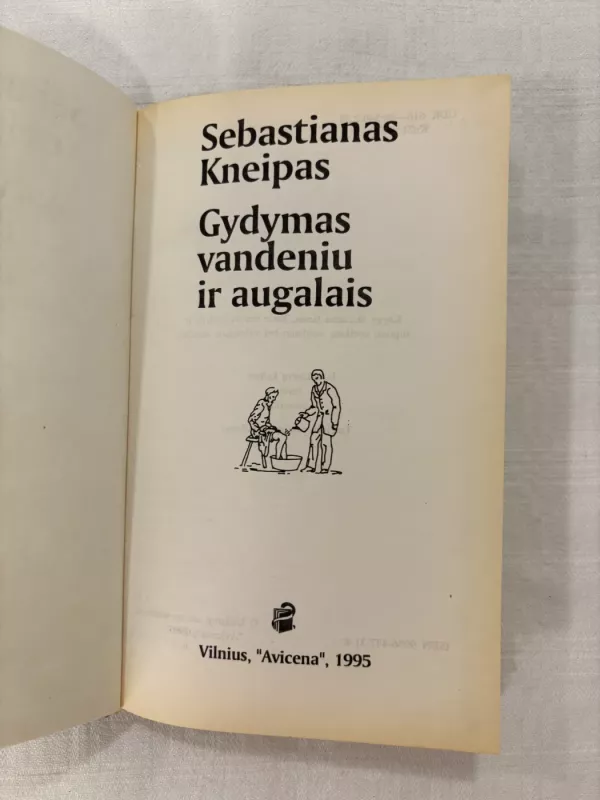 Sebastianas
Kneipas
Gydymas
vandeniu
ir augalais
Vilnius, "Avicena", 1995